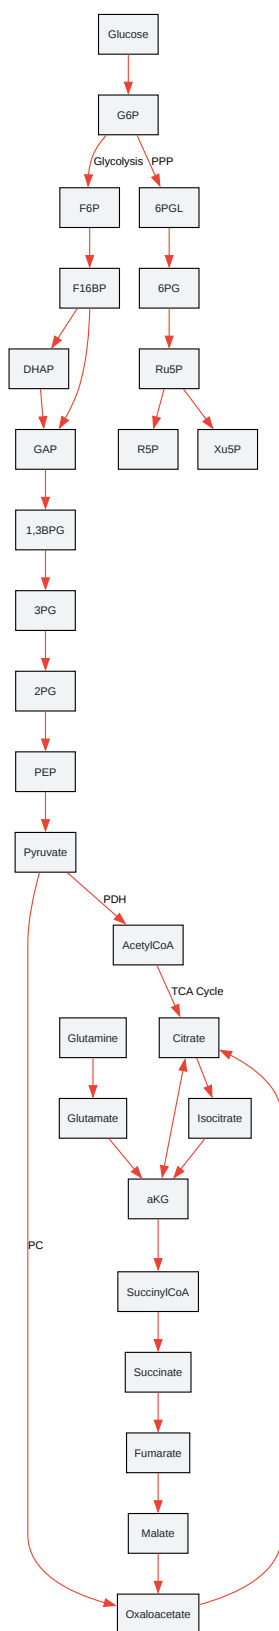 Glucose
G6P
Glycolysis
PPP
F6P
6PGL
F16BP
6PG
DHAP
Ru5P
GAP
R5P
Xu5P
1,3BPG
3PG
2PG
PEP
Pyruvate
PDH
AcetylCoA
TCA Cycle
Glutamine
Citrate
Glutamate
Isocitrate
aKG
PC
SuccinylCoA
Succinate
Fumarate
Malate
Oxaloacetate